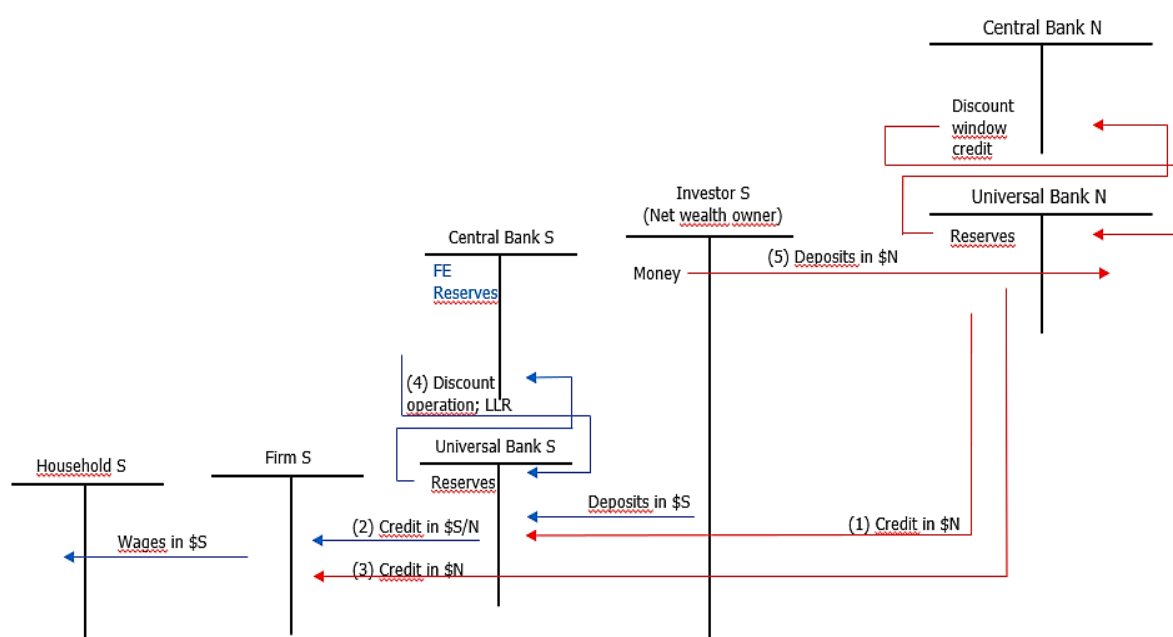 Central Bank N
Discount
window
credit
Investor S
(Net wealth owner)
Universal Bank N
Central Bank S
Reserves
(5) Deposits in $N
FE
Reserves
Money
(4) Discount
operation; LLR
Universal Bank S
Household S
Firm S
Reserves
Deposits in $S
(2) Credit in $S/N
(1) Credit in $N
Wages in $S
(3) Credit in $N